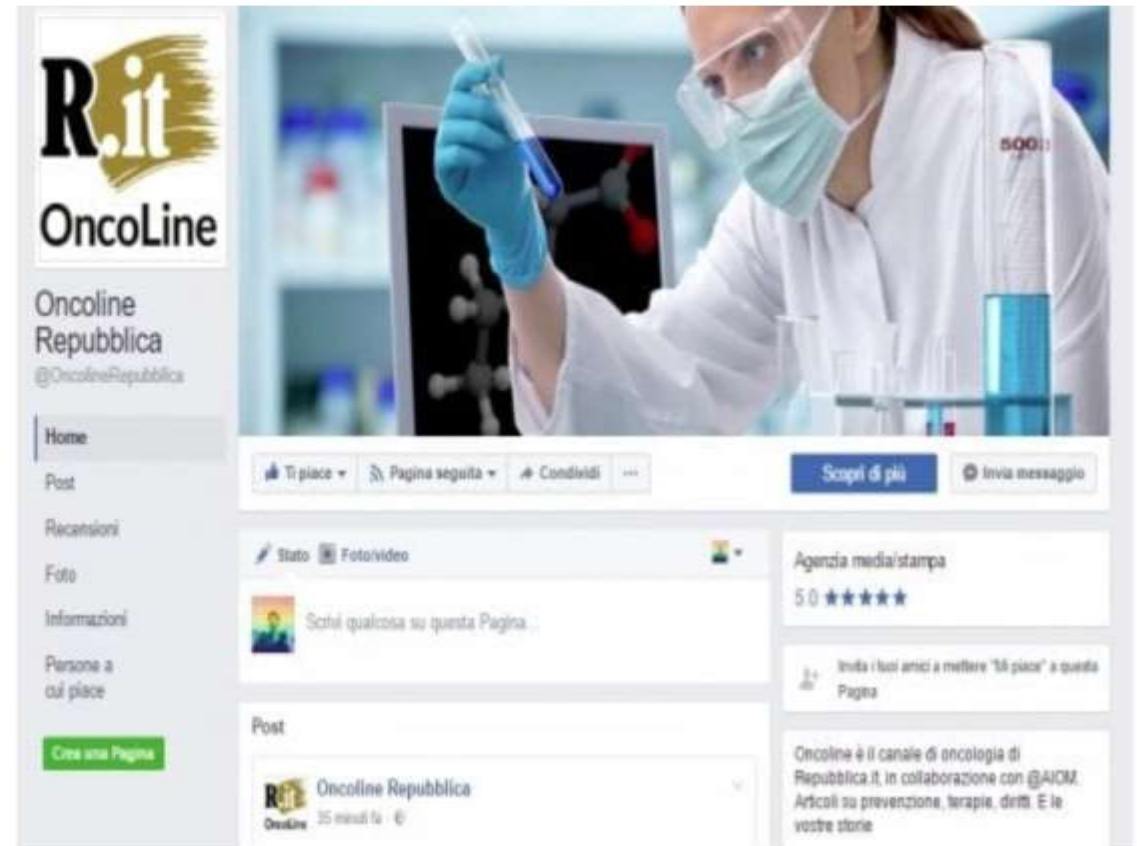 R.it
OncoLine
Oncoline
Repubblica
@OncolineRepubblica
Home
Post
Recensioni
Foto
Informazioni
Persone a
cui piace
Crea una Pagina
500
Ti piace
Pagina seguita
Condividi
Scopri di più
Invia messaggio
Stato Foto/video
Scrivi qualcosa su questa Pagina...
Post
R.it
OncoLine
Oncoline Repubblica
35 minuti fa
Agenzia media/stampa
5.0 ★★★★★
Invita i tuoi amici a mettere "Mi piace" a questa
Pagina
Oncoline è il canale di oncologia di
Repubblica.it, in collaborazione con @AIOM.
Articoli su prevenzione, terapie, diritti. E le
vostre storie